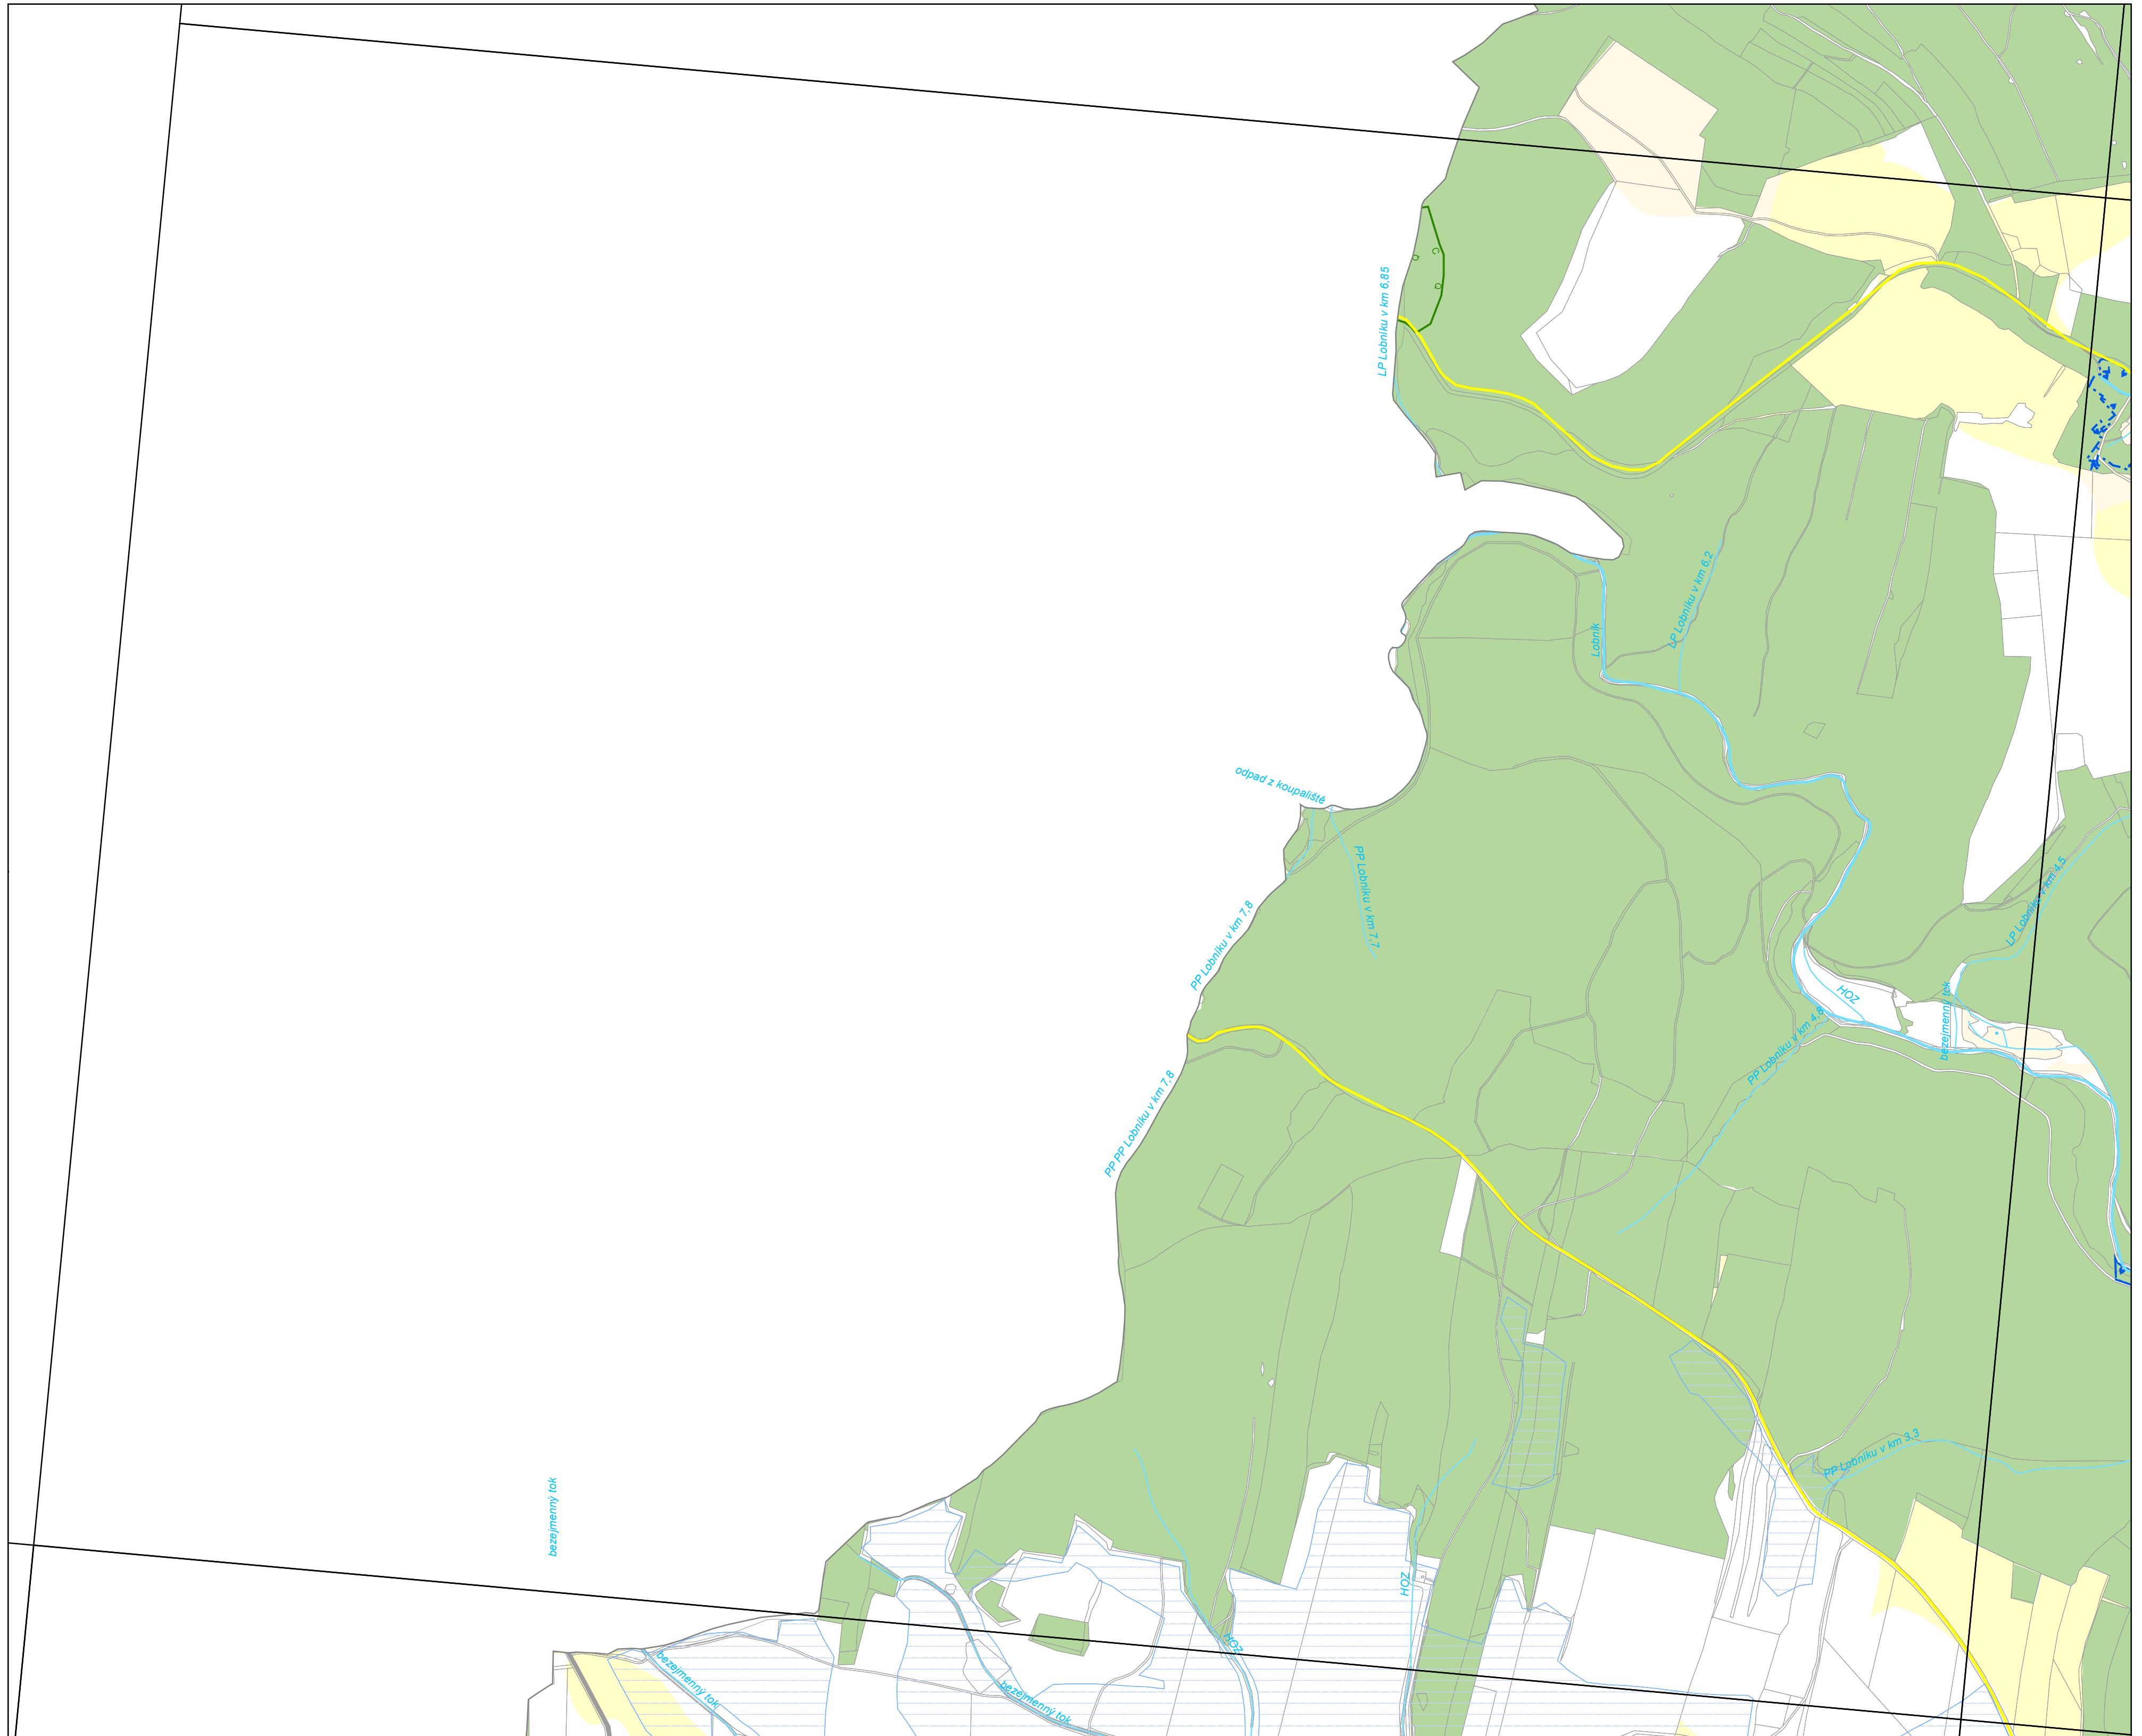 LP Lobníku v km 6,85
LP Lobníku v km 6,2
Lobník
odpad z koupaliště
PP Lobníku v km 7,7
PP Lobníku v km 7,8
LP Lobníku v km 4,5
HOZ
bezejmenný tok
PP Lobníku v km 4,8
PP PP Lobníku v km 7,8
PP Lobníku v km 3,3
bezejmenný tok
HOZ
HOZ
bezejmenný tok
bezejmenný tok